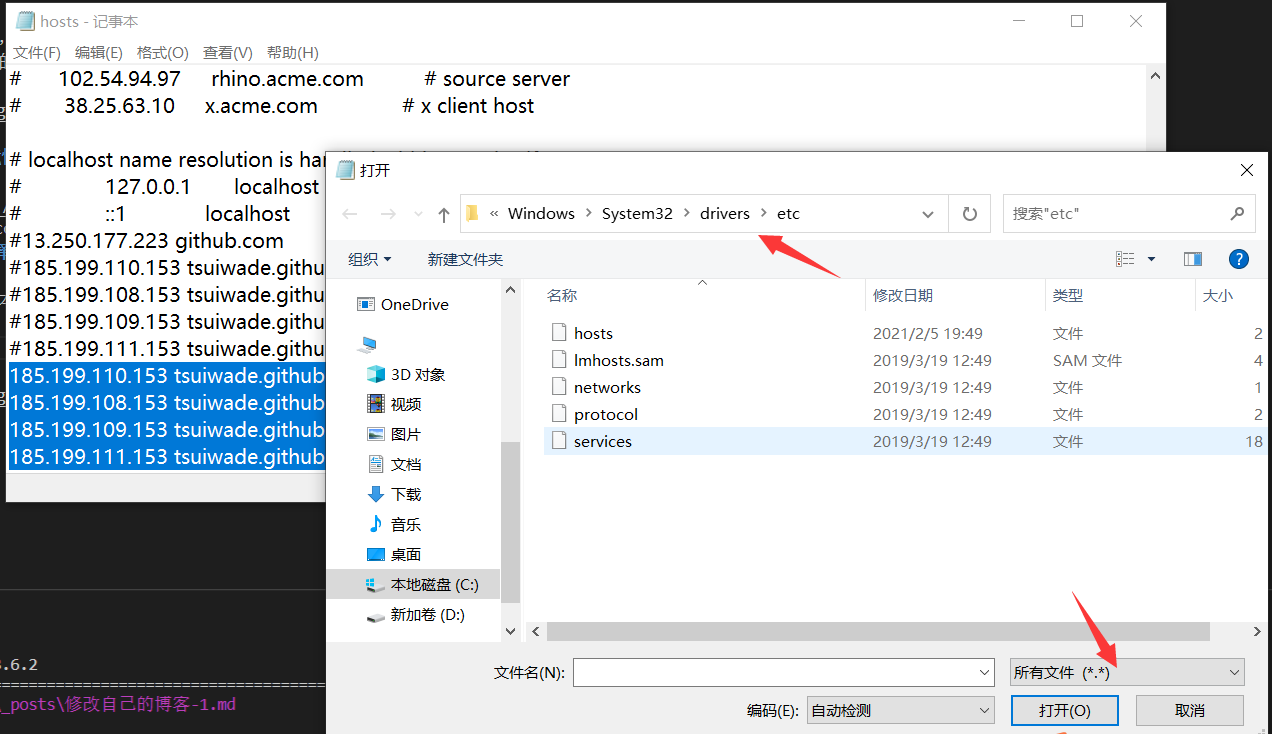 hosts - 记事本
文件(F) 编辑(E) 格式(O) 查看(V) 帮助(H)
# 102.54.94.97 rhino.acme.com # source server
# 38.25.63.10 x.acme.com # x client host
# localhost name resolution is
# 127.0.0.1 localhost
# ::1 localhost
#13.250.177.223 github.com
#185.199.110.153 tsuiwade.githu
#185.199.108.153 tsuiwade.githu
#185.199.109.153 tsuiwade.githu
#185.199.111.153 tsuiwade.githu
185.199.110.153 tsuiwade.github
185.199.108.153 tsuiwade.github
185.199.109.153 tsuiwade.github
185.199.111.153 tsuiwade.github
打开
« Windows › System32 › drivers › etc
搜索"etc"
组织 新建文件夹
?
OneDrive
3D 对象
视频
图片
文档
下载
音乐
桌面
本地磁盘 (C:)
新加卷 (D:)
名称 修改日期 类型 大小
hosts 2021/2/5 19:49 文件 2
lmhosts.sam 2019/3/19 12:49 SAM 文件 4
networks 2019/3/19 12:49 文件 1
protocol 2019/3/19 12:49 文件 2
services 2019/3/19 12:49 文件 18
文件名(N): 所有文件 (*.*)
编码(E): 自动检测 打开(O) 取消
.6.2
================================
\_posts\修改自己的博客-1.md